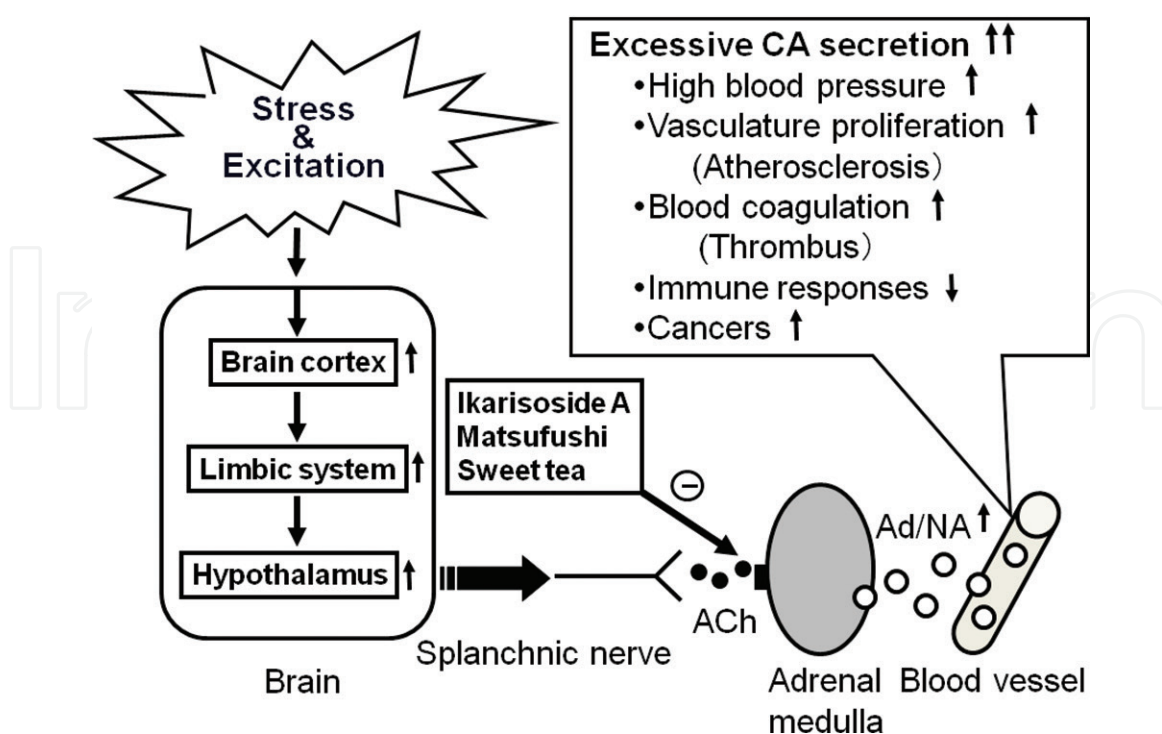 Stress
&
Excitation
Excessive CA secretion ↑↑
•High blood pressure ↑
•Vasculature proliferation ↑
(Atherosclerosis)
•Blood coagulation ↑
(Thrombus)
•Immune responses ↓
•Cancers ↑
Brain cortex ↑
Limbic system ↑
Hypothalamus ↑
Brain
Ikarisoside A
Matsufushi
Sweet tea
−
Splanchnic nerve
ACh
Ad/NA ↑
Adrenal
medulla
Blood vessel